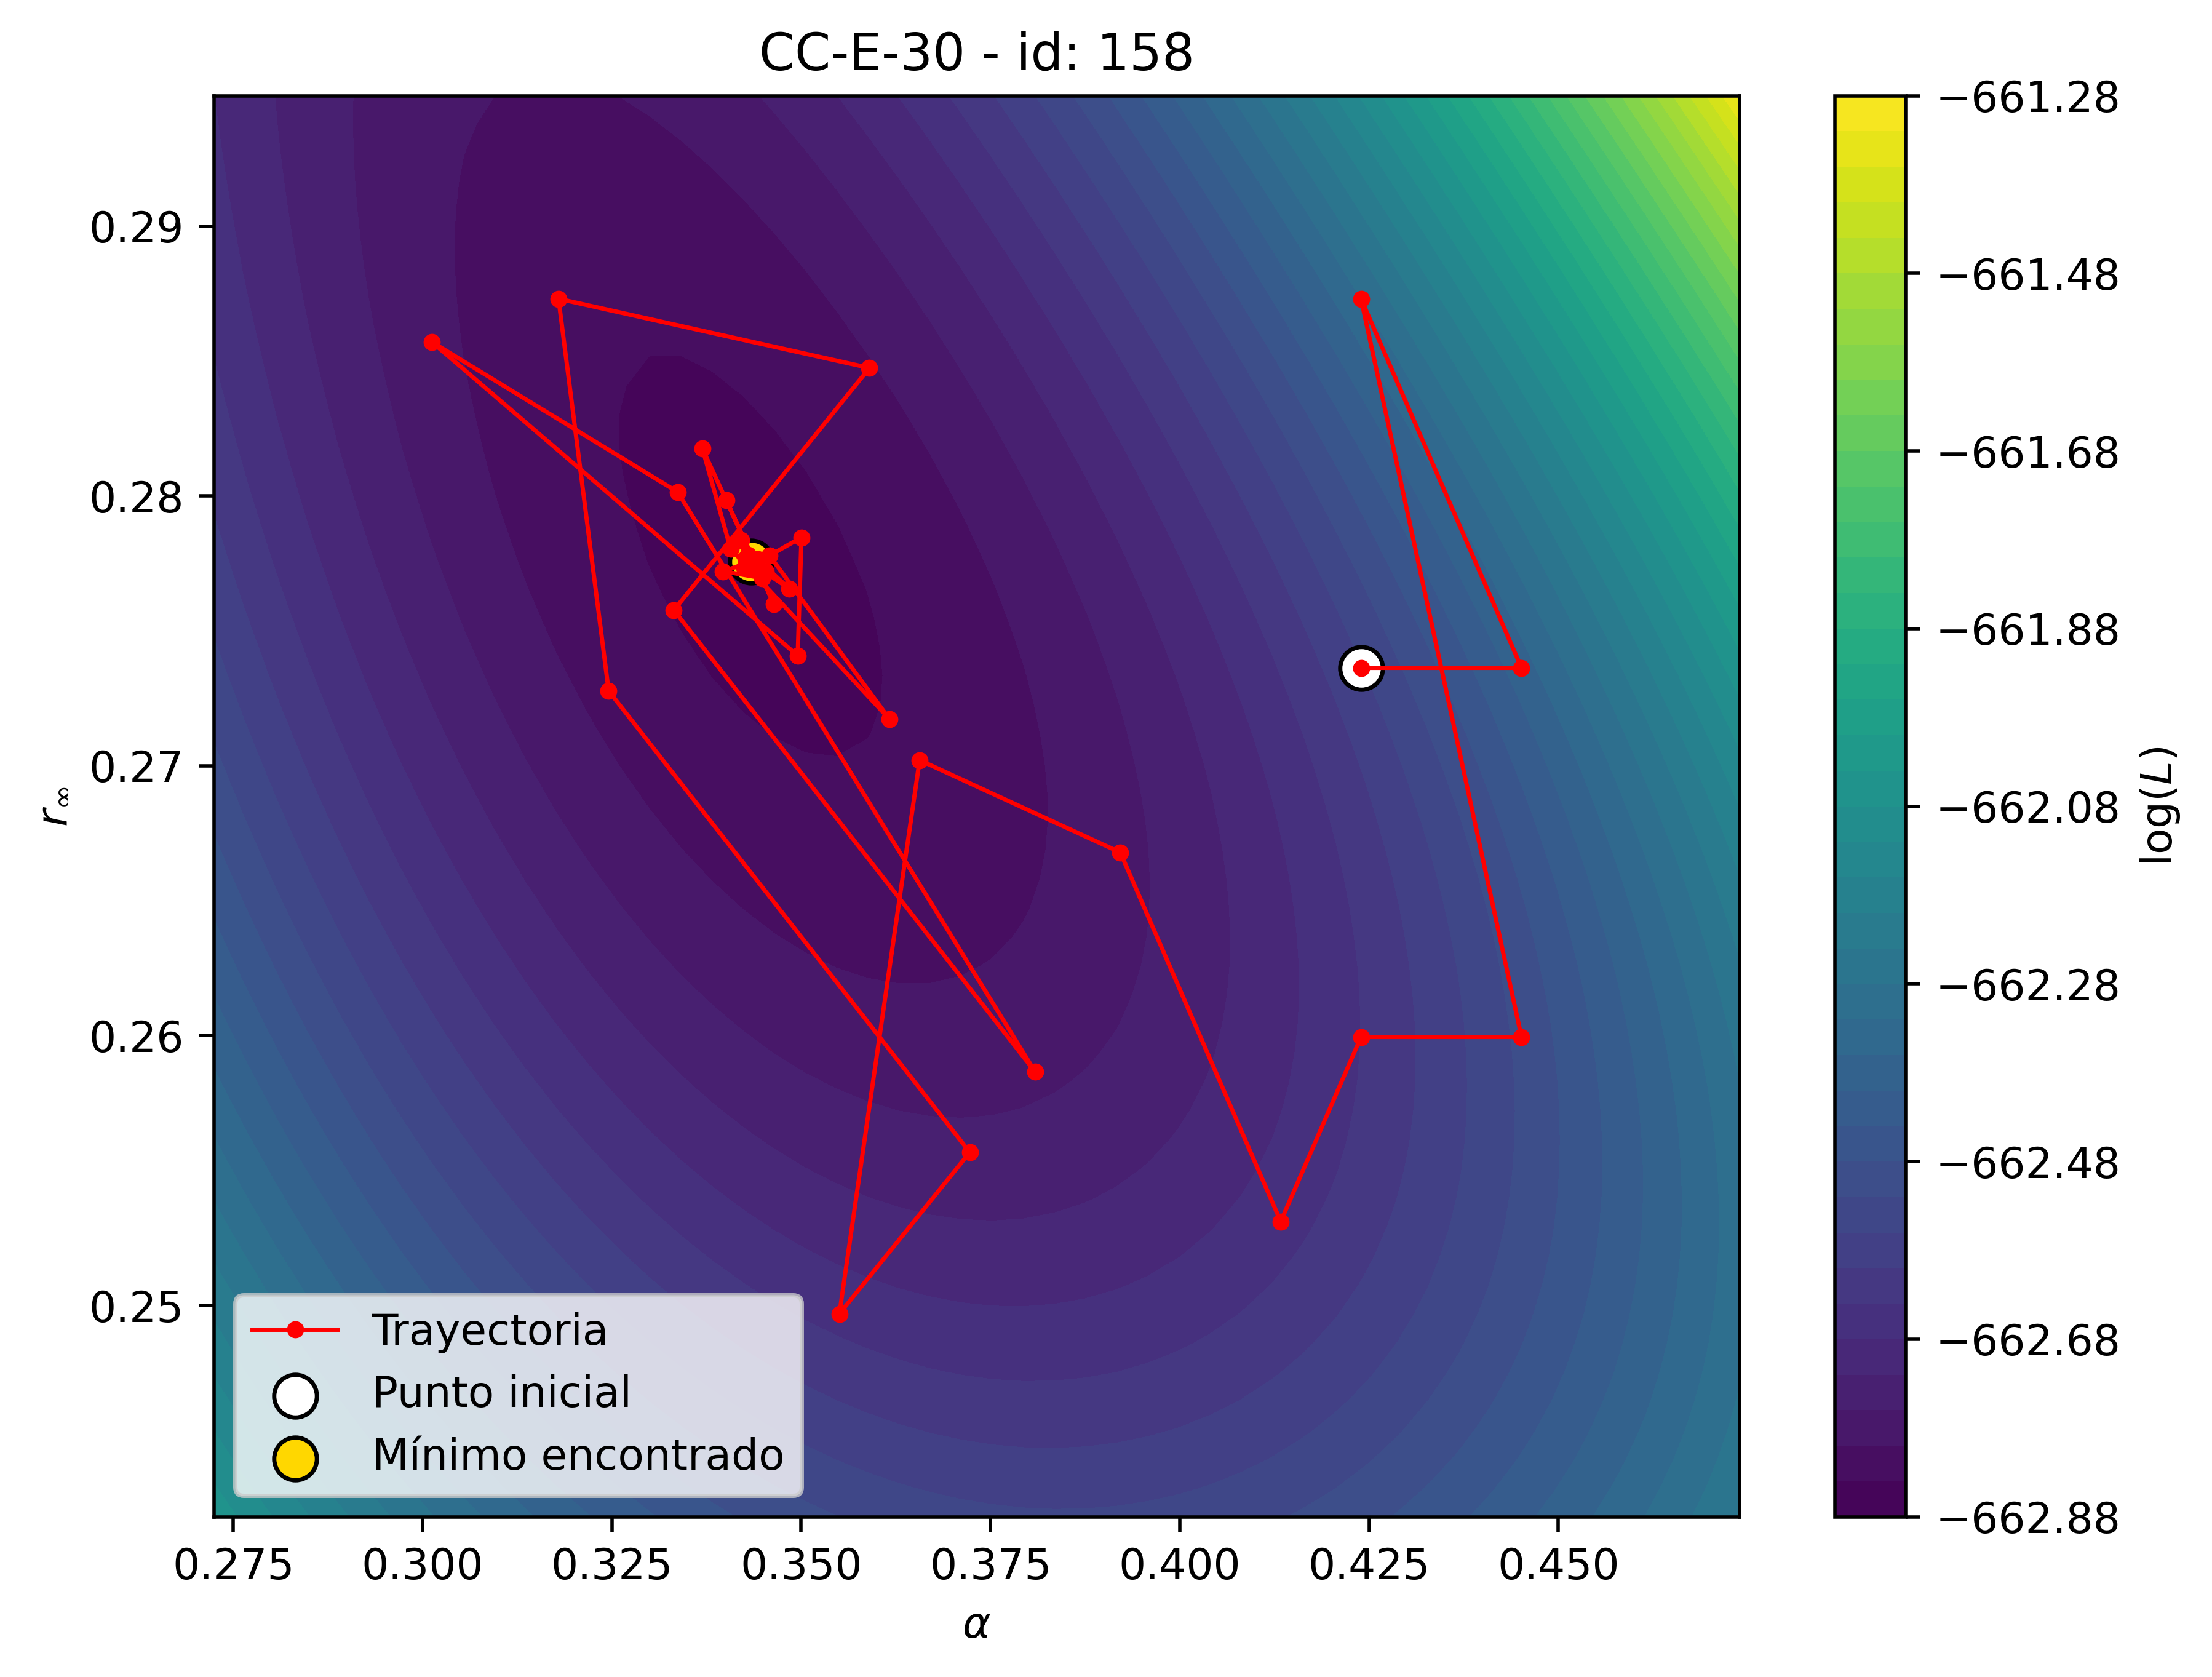 CC-E-30 - id: 158
0.29
0.28
0.27
0.26
0.25
r∞
0.275 0.300 0.325 0.350 0.375 0.400 0.425 0.450
α
Trayectoria
Punto inicial
Mínimo encontrado
−661.28
−661.48
−661.68
−661.88
−662.08
−662.28
−662.48
−662.68
−662.88
log(L)